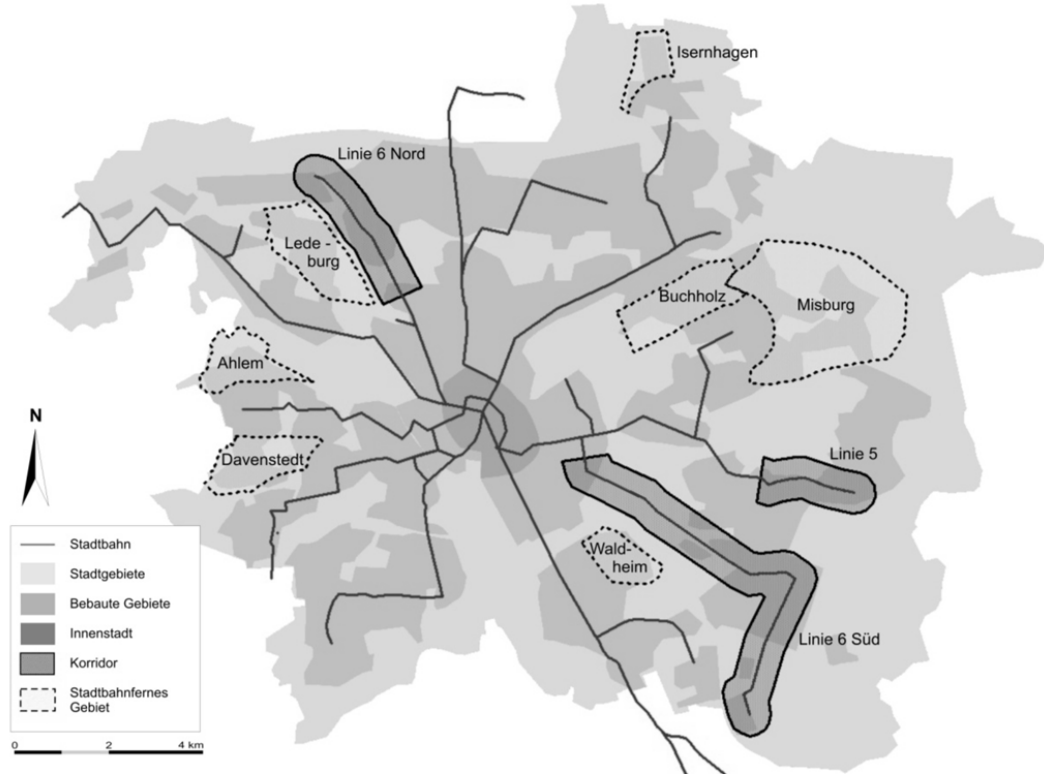 Isernhagen
Linie 6 Nord
Lede -
burg
Buchholz
Misburg
Ahlem
Davenstedt
Linie 5
Wald-
heim
Linie 6 Süd
N
Stadtbahn
Stadtgebiete
Bebaute Gebiete
Innenstadt
Korridor
Stadtbahnfernes
Gebiet
0 2 4 km